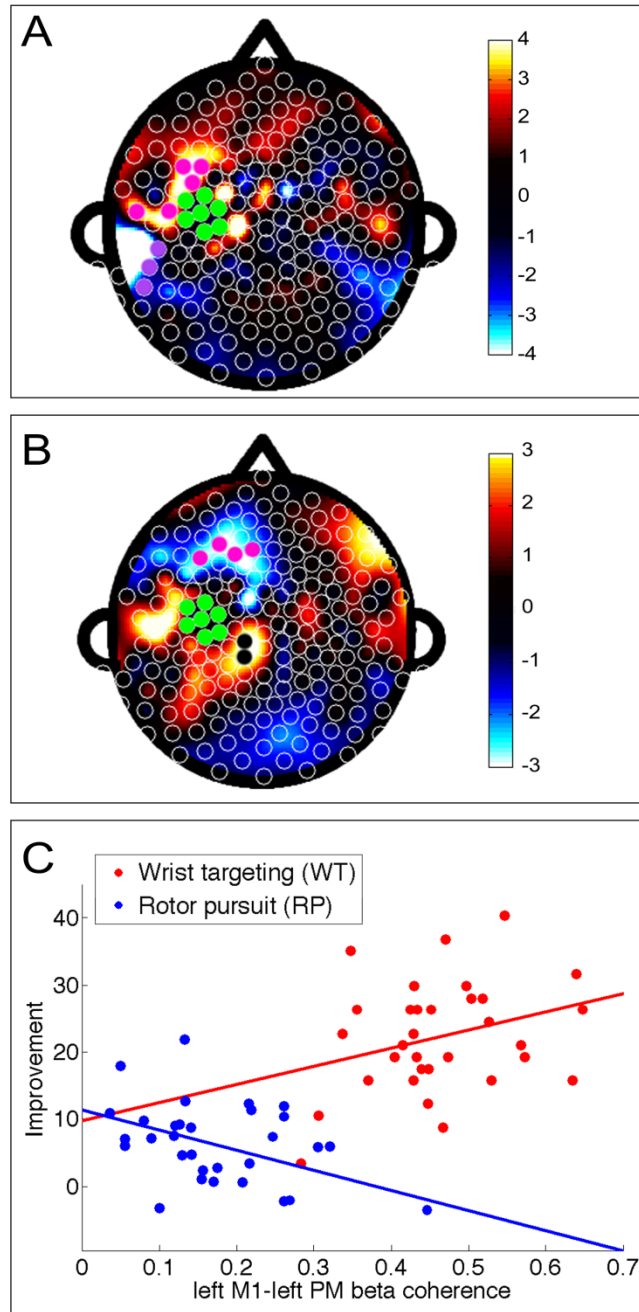 A
4
3
2
1
0
-1
-2
-3
-4
B
3
2
1
0
-1
-2
-3
C
Wrist targeting (WT)
Rotor pursuit (RP)
40
30
20
10
0
Improvement
0 0.1 0.2 0.3 0.4 0.5 0.6 0.7
left M1-left PM beta coherence